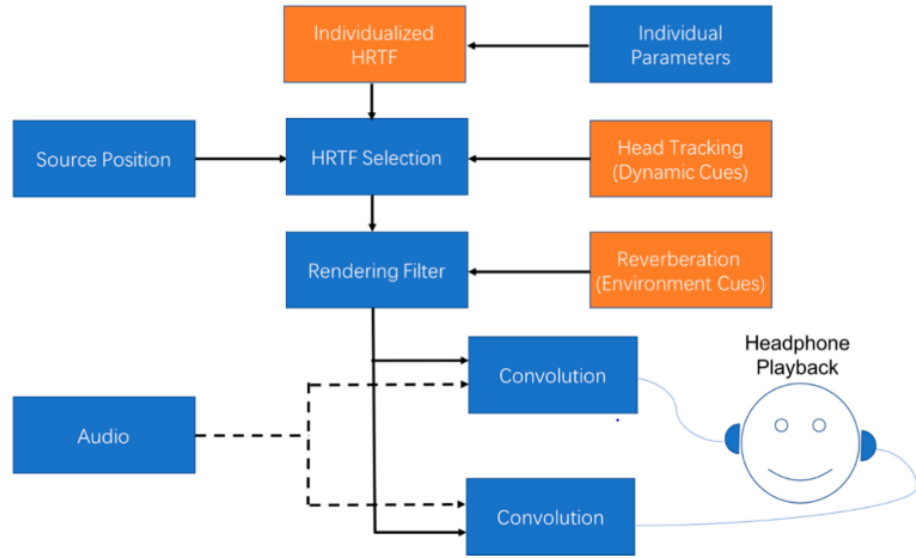 Individualized
HRTF
Individual
Parameters
Source Position
HRTF Selection
Head Tracking
(Dynamic Cues)
Rendering Filter
Reverberation
(Environment Cues)
Headphone
Playback
Convolution
Audio
Convolution